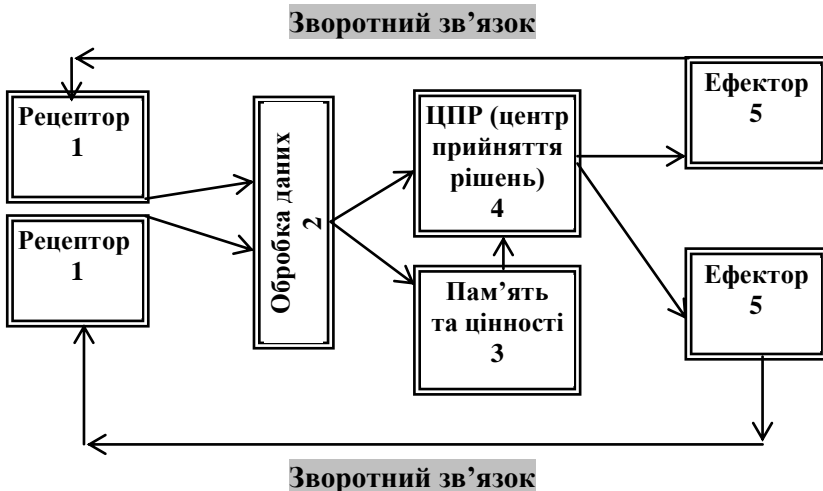 Зворотний зв’язок
Рецептор
1
Рецептор
1
Обробка даних
2
ЦПР (центр
прийняття
рішень)
4
Пам’ять
та цінності
3
Ефектор
5
Ефектор
5
Зворотний зв’язок